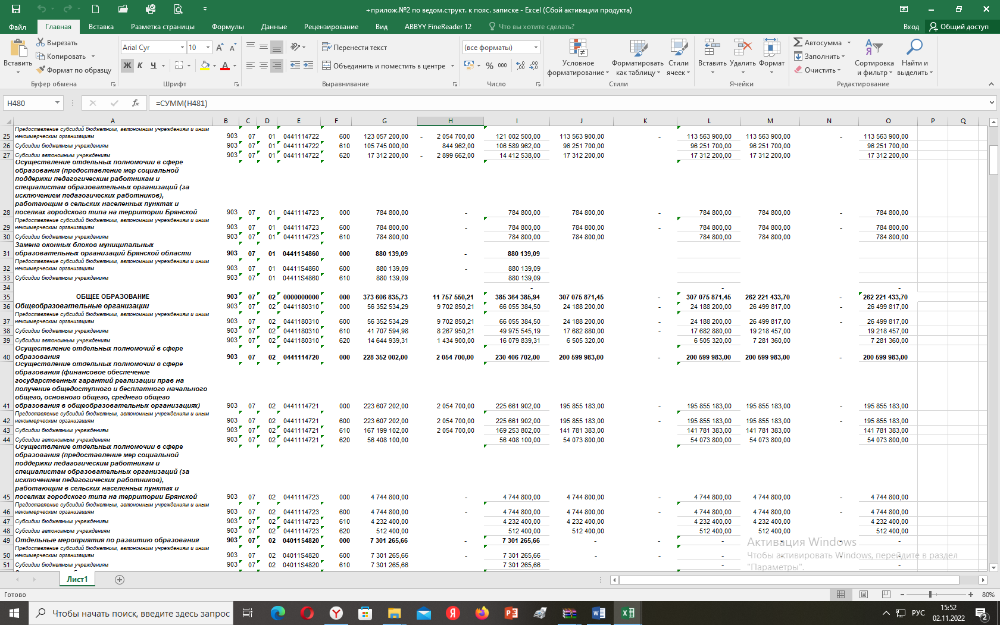 +прилож.№2 по ведом.структ. к пояс. записке - Excel (Сбой активации продукта)
Файл Главная Вставка Разметка страницы Формулы Данные Рецензирование Вид ABBYY FineReader 12 Что вы хотите сделать? Вход Общий доступ
Вставить Вырезать Копировать Формат по образцу Буфер обмена
Arial Cyr 10 Ж К Ч Шрифт
Перенести текст Объединить и поместить в центре Выравнивание
(все форматы) % 000 Число
Условное форматирование Форматировать как таблицу Стили ячеек Стили
Вставить Удалить Формат Ячейки
Автосумма Заполнить Очистить Сортировка и фильтр Найти и выделить Редактирование
H480 fx =СУММ(H481)
A B C D E F G H I J K L M N O P Q
Предоставление субсидий бюджетным, автономным учреждениям и иным
25 некоммерческим организациям 903 07 01 0441114722 600 123 057 200,00 - 2 054 700,00 121 002 500,00 113 563 900,00 - 113 563 900,00 113 563 900,00 - 113 563 900,00
26 Субсидии бюджетным учреждениям 903 07 01 0441114722 610 105 745 000,00 844 962,00 106 589 962,00 96 251 700,00 96 251 700,00 96 251 700,00 96 251 700,00
27 Субсидии автономным учреждениям 903 07 01 0441114722 620 17 312 200,00 - 2 899 662,00 14 412 538,00 17 312 200,00 17 312 200,00 17 312 200,00 17 312 200,00
Осуществление отдельных полномочий в сфере
образования (предоставление мер социальной
поддержки педагогическим работникам и
специалистам образовательных организаций (за
исключением педагогических работников),
работающим в сельских населенных пунктах и
28 поселках городского типа на территории Брянской 903 07 01 0441114723 000 784 800,00 - 784 800,00 784 800,00 - 784 800,00 784 800,00 - 784 800,00
Предоставление субсидий бюджетным, автономным учреждениям и иным
29 некоммерческим организациям 903 07 01 0441114723 600 784 800,00 - 784 800,00 784 800,00 - 784 800,00 784 800,00 - 784 800,00
30 Субсидии бюджетным учреждениям 903 07 01 0441114723 610 784 800,00 784 800,00 784 800,00 784 800,00 784 800,00 784 800,00
Замена оконных блоков муниципальных
31 образовательных организаций Брянской области 903 07 01 04411S4860 000 880 139,09 - 880 139,09
Предоставление субсидий бюджетным, автономным учреждениям и иным
32 некоммерческим организациям 903 07 01 04411S4860 600 880 139,09 - 880 139,09
33 Субсидии бюджетным учреждениям 903 07 01 04411S4860 610 880 139,09 880 139,09
34 - - -
35 ОБЩЕЕ ОБРАЗОВАНИЕ 903 07 02 0000000000 000 373 606 835,73 11 757 550,21 385 364 385,94 307 075 871,45 - 307 075 871,45 262 221 433,70 - 262 221 433,70
36 Общеобразовательные организации 903 07 02 0441180310 000 56 352 534,29 9 702 850,21 66 055 384,50 24 188 200,00 - 24 188 200,00 26 499 817,00 - 26 499 817,00
Предоставление субсидий бюджетным, автономным учреждениям и иным
37 некоммерческим организациям 903 07 02 0441180310 600 56 352 534,29 9 702 850,21 66 055 384,50 24 188 200,00 - 24 188 200,00 26 499 817,00 - 26 499 817,00
38 Субсидии бюджетным учреждениям 903 07 02 0441180310 610 41 707 594,98 8 267 950,21 49 975 545,19 17 682 880,00 - 17 682 880,00 19 218 457,00 19 218 457,00
39 Субсидии автономным учреждениям 903 07 02 0441180310 620 14 644 939,31 1 434 900,00 16 079 839,31 6 505 320,00 6 505 320,00 7 281 360,00 7 281 360,00
Осуществление отдельных полномочий в сфере
40 образования 903 07 02 0441114720 000 228 352 002,00 2 054 700,00 230 406 702,00 200 599 983,00 - 200 599 983,00 200 599 983,00 - 200 599 983,00
Осуществление отдельных полномочий в сфере
образования (финансовое обеспечение
государственных гарантий реализации прав на
получение общедоступного и бесплатного начального
общего, основного общего, среднего общего
41 образования в общеобразовательных организациях) 903 07 02 0441114721 000 223 607 202,00 2 054 700,00 225 661 902,00 195 855 183,00 - 195 855 183,00 195 855 183,00 - 195 855 183,00
Предоставление субсидий бюджетным, автономным учреждениям и иным
42 некоммерческим организациям 903 07 02 0441114721 600 223 607 202,00 2 054 700,00 225 661 902,00 195 855 183,00 - 195 855 183,00 195 855 183,00 - 195 855 183,00
43 Субсидии бюджетным учреждениям 903 07 02 0441114721 610 167 199 102,00 2 054 700,00 169 253 802,00 141 781 383,00 141 781 383,00 141 781 383,00 141 781 383,00
44 Субсидии автономным учреждениям 903 07 02 0441114721 620 56 408 100,00 56 408 100,00 54 073 800,00 54 073 800,00 54 073 800,00 54 073 800,00
Осуществление отдельных полномочий в сфере
образования (предоставление мер социальной
поддержки педагогическим работникам и
специалистам образовательных организаций (за
исключением педагогических работников),
работающим в сельских населенных пунктах и
45 поселках городского типа на территории Брянской 903 07 02 0441114723 000 4 744 800,00 - 4 744 800,00 4 744 800,00 - 4 744 800,00 4 744 800,00 - 4 744 800,00
Предоставление субсидий бюджетным, автономным учреждениям и иным
46 некоммерческим организациям 903 07 02 0441114723 600 4 744 800,00 - 4 744 800,00 4 744 800,00 - 4 744 800,00 4 744 800,00 - 4 744 800,00
47 Субсидии бюджетным учреждениям 903 07 02 0441114723 610 4 232 400,00 4 232 400,00 4 232 400,00 4 232 400,00 4 232 400,00 4 232 400,00
48 Субсидии автономным учреждениям 903 07 02 0441114723 620 512 400,00 512 400,00 512 400,00 512 400,00 512 400,00 512 400,00
49 Отдельные мероприятия по развитию образования 903 07 02 04011S4820 000 7 301 265,66 - 7 301 265,66 - - - - - -
Предоставление субсидий бюджетным, автономным учреждениям и иным
50 некоммерческим организациям 903 07 02 04011S4820 600 7 301 265,66 - 7 301 265,66 - - - - - -
51 Субсидии бюджетным учреждениям 903 07 02 04011S4820 610 7 301 265,66 7 301 265,66 - - -
Активация Windows
Чтобы активировать Windows, перейдите в раздел
"Параметры".
Лист1
Готово 80%
Чтобы начать поиск, введите здесь запрос РУС 15:52
02.11.2022 2